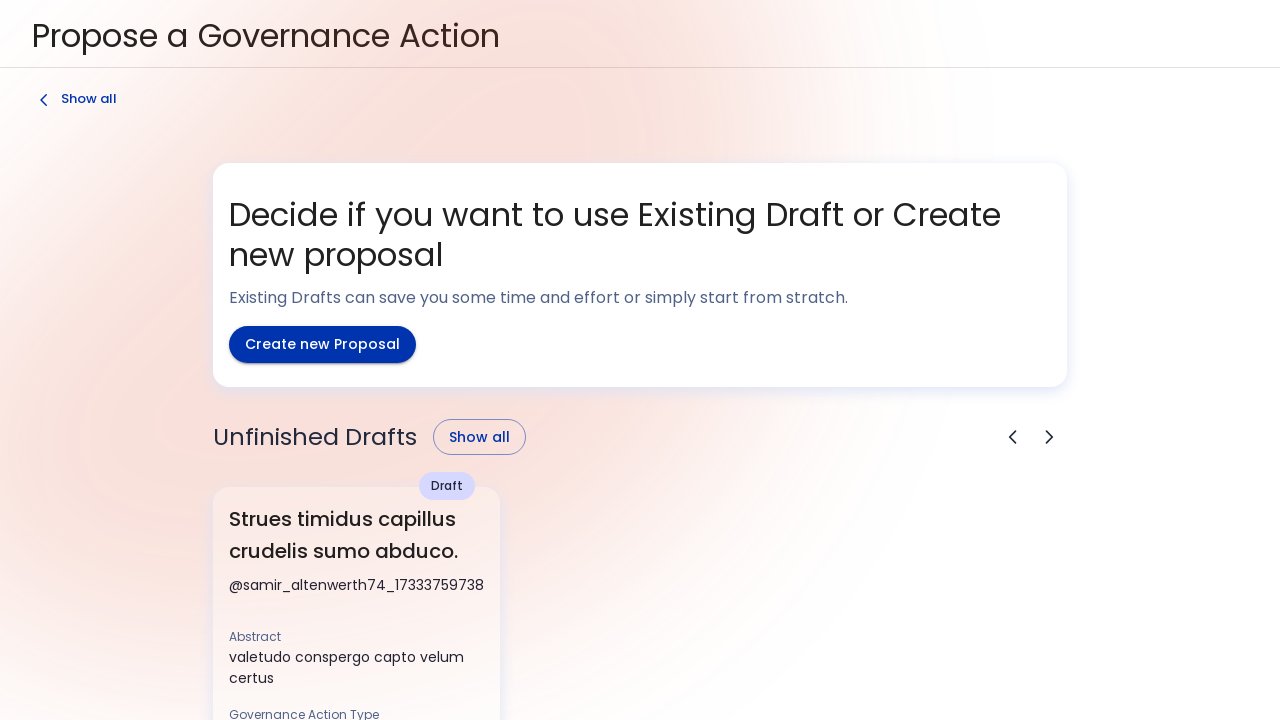 Propose a Governance Action
Show all
Decide if you want to use Existing Draft or Create
new proposal
Existing Drafts can save you some time and effort or simply start from stratch.
Create new Proposal
Unfinished Drafts
Show all
Draft
Strues timidus capillus
crudelis sumo abduco.
@samir_altenwerth74_17333759738
Abstract
valetudo conspergo capto velum
certus
Governance Action Type